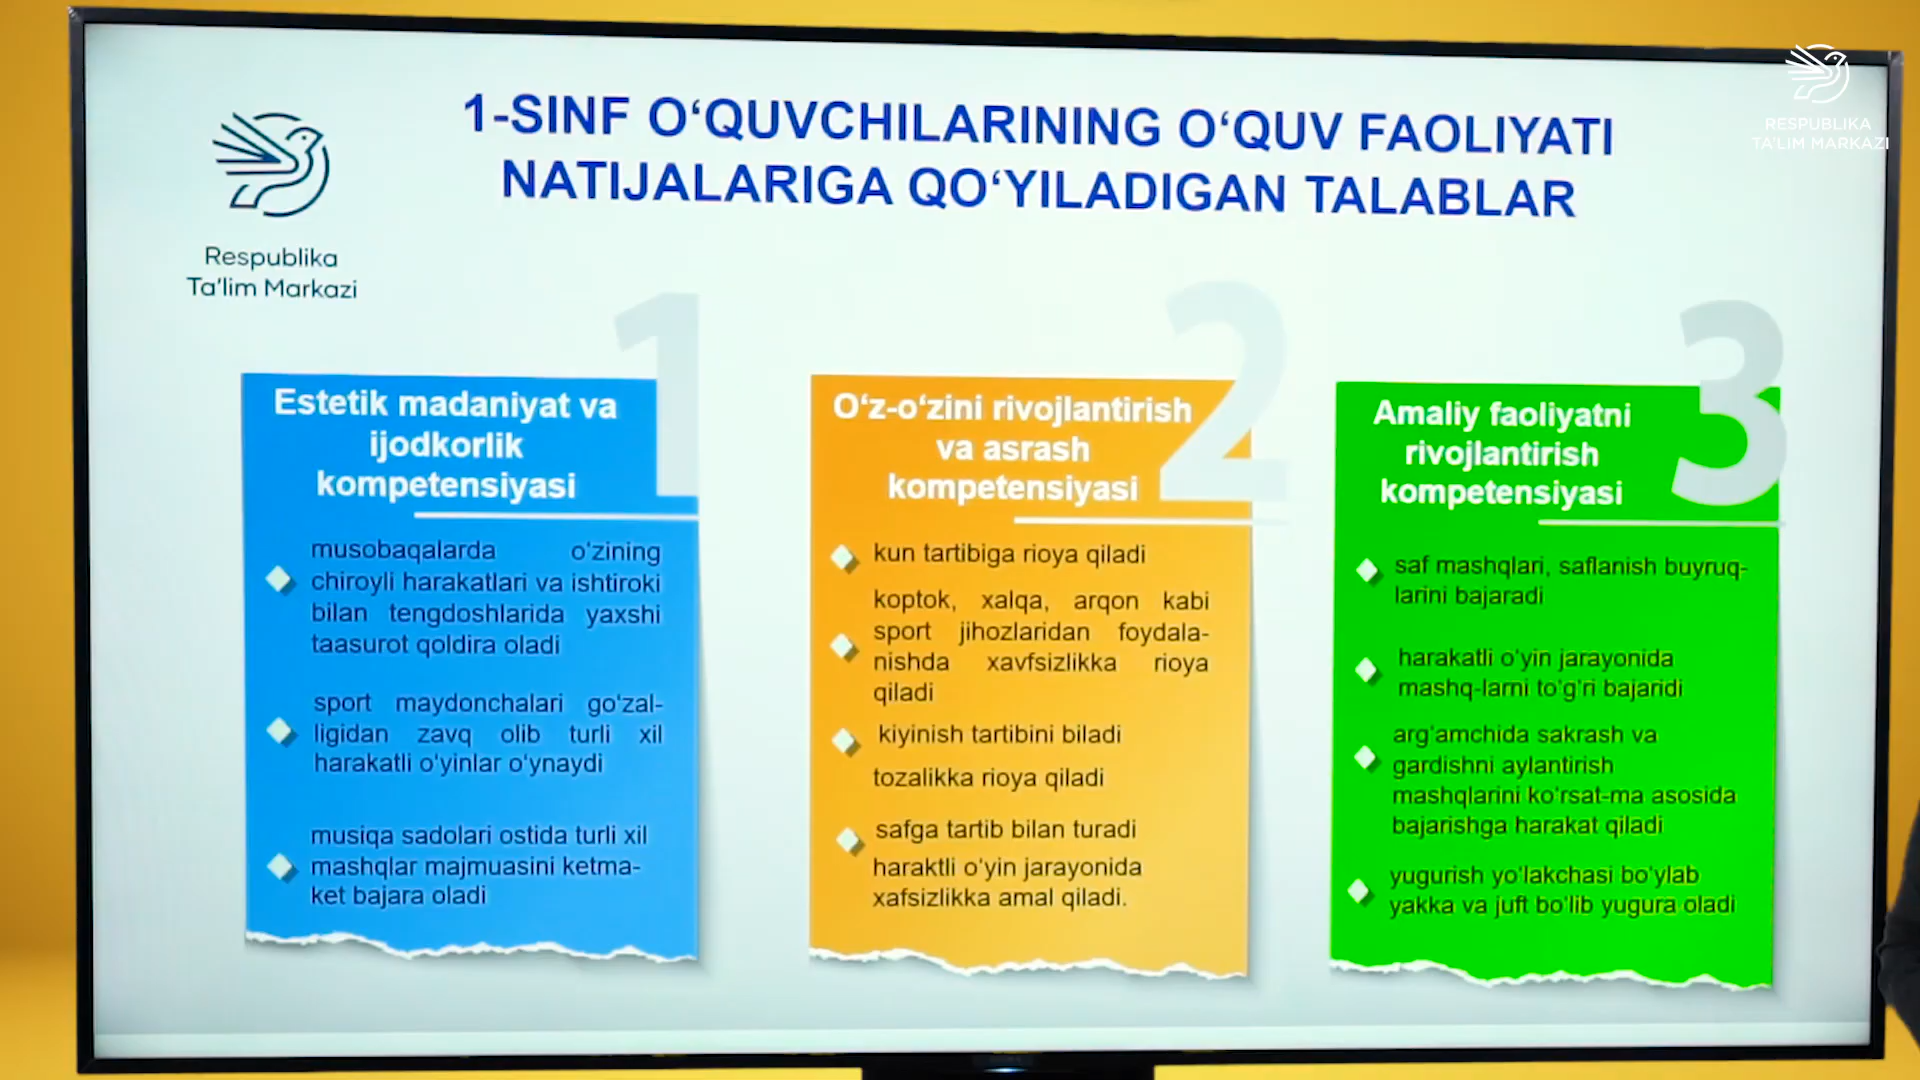 1-SINF O‘QUVCHILARINING O‘QUV FAOLIYATI
NATIJALARIGA QO‘YILADIGAN TALABLAR
Respublika
Ta’lim Markazi
RESPUBLIKA
TA’LIM MARKAZI
1
Estetik madaniyat va
ijodkorlik
kompetensiyasi
musobaqalarda o‘zining
chiroyli harakatlari va ishtiroki
bilan tengdoshlarida yaxshi
taasurot qoldira oladi
sport maydonchalari go‘zal-
ligidan zavq olib turli xil
harakatli o‘yinlar o‘ynaydi
musiqa sadolari ostida turli xil
mashqlar majmuasini ketma-
ket bajara oladi
2
O‘z-o‘zini rivojlantirish
va asrash
kompetensiyasi
kun tartibiga rioya qiladi
koptok, xalqa, arqon kabi
sport jihozlaridan foydala-
nishda xavfsizlikka rioya
qiladi
kiyinish tartibini biladi
tozalikka rioya qiladi
safga tartib bilan turadi
haraktli o‘yin jarayonida
xafsizlikka amal qiladi.
3
Amaliy faoliyatni
rivojlantirish
kompetensiyasi
saf mashqlari, saflanish buyruq-
larini bajaradi
harakatli o‘yin jarayonida
mashq-larni to‘g‘ri bajaridi
arg‘amchida sakrash va
gardishni aylantirish
mashqlarini ko‘rsat-ma asosida
bajarishga harakat qiladi
yugurish yo‘lakchasi bo‘ylab
yakka va juft bo‘lib yugura oladi